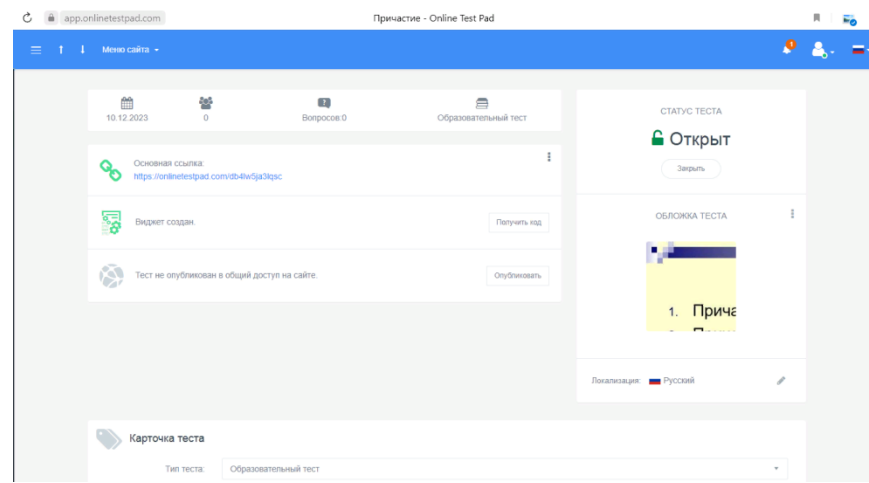 app.onlinetestpad.com
Причастие - Online Test Pad
Меню сайта
1
10.12.2023
0
Вопросов:0
Образовательный тест
Основная ссылка:
https://onlinetestpad.com/db4lw5ja3lqsc
Виджет создан.
Получить код
Тест не опубликован в общий доступ на сайте.
Опубликовать
СТАТУС ТЕСТА
Открыт
Закрыть
ОБЛОЖКА ТЕСТА
1. Прича
Локализация: Русский
Карточка теста
Тип теста: Образовательный тест